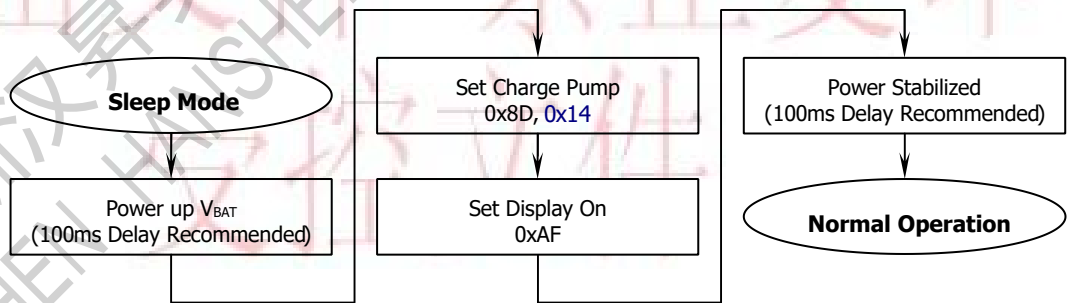 Sleep Mode
Power up VBAT
(100ms Delay Recommended)
Set Charge Pump
0x8D, 0x14
Set Display On
0xAF
Power Stabilized
(100ms Delay Recommended)
Normal Operation